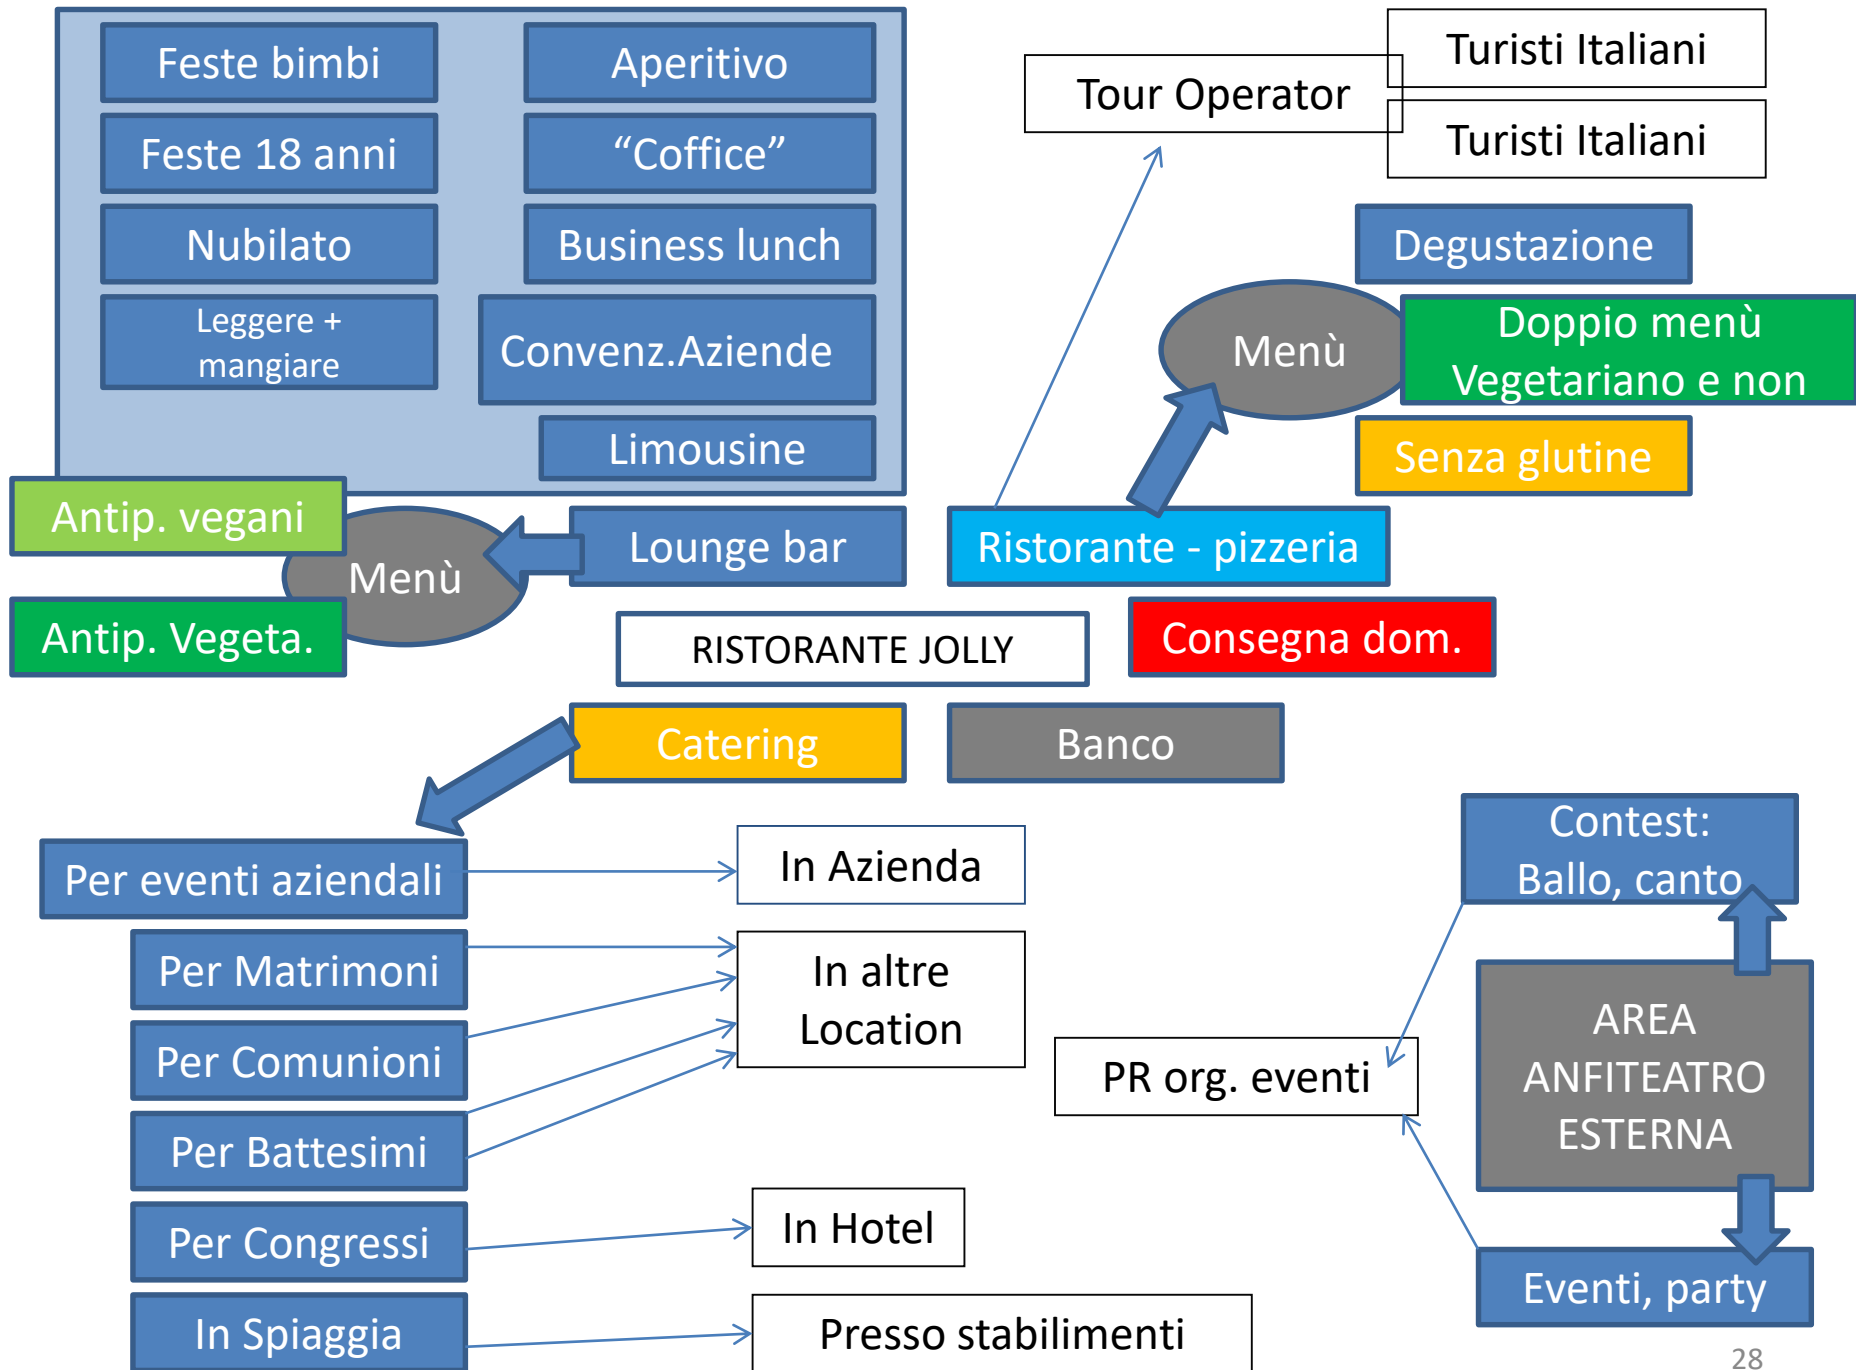 Feste bimbi
Aperitivo
Feste 18 anni
“Coffice”
Nubilato
Business lunch
Leggere +
mangiare
Convenz.Aziende
Limousine
Tour Operator
Turisti Italiani
Turisti Italiani
Degustazione
Menù
Doppio menù
Vegetariano e non
Senza glutine
Antip. vegani
Menù
Antip. Vegeta.
Lounge bar
Ristorante - pizzeria
RISTORANTE JOLLY
Consegna dom.
Catering
Banco
Per eventi aziendali
In Azienda
Per Matrimoni
In altre
Location
Per Comunioni
Per Battesimi
Per Congressi
In Hotel
In Spiaggia
Presso stabilimenti
Contest:
Ballo, canto
AREA
ANFITEATRO
ESTERNA
PR org. eventi
Eventi, party
28